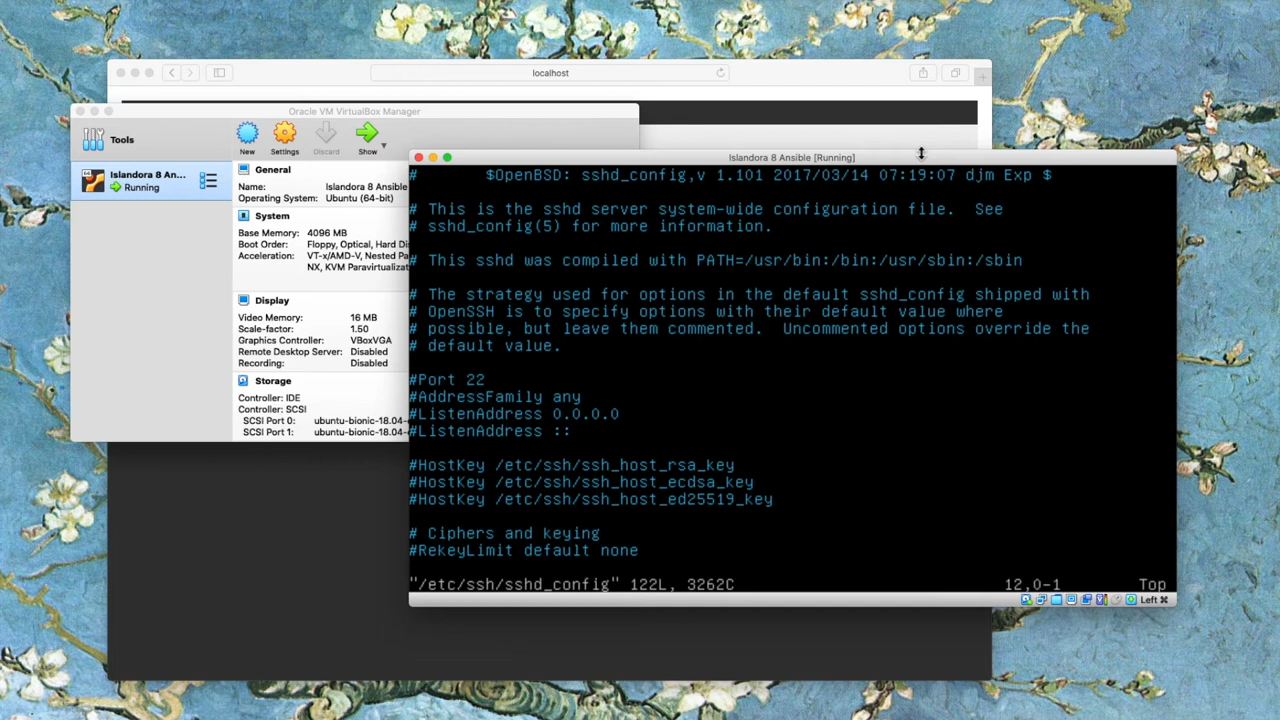 localhost
Oracle VM VirtualBox Manager
Tools
New
Settings
Discard
Show
Islandora 8 An...
Running
General
Name: Islandora 8 Ansible
Operating System: Ubuntu (64-bit)
System
Base Memory: 4096 MB
Boot Order: Floppy, Optical, Hard Di
Acceleration: VT-x/AMD-V, Nested Pa
NX, KVM Paravirtualizat
Display
Video Memory: 16 MB
Scale-factor: 1.50
Graphics Controller: VBoxVGA
Remote Desktop Server: Disabled
Recording: Disabled
Storage
Controller: IDE
Controller: SCSI
SCSI Port 0: ubuntu-bionic-18.04-
SCSI Port 1: ubuntu-bionic-18.04-
Islandora 8 Ansible [Running]
# $OpenBSD: sshd_config,v 1.101 2017/03/14 07:19:07 djm Exp $
# This is the sshd server system-wide configuration file. See
# sshd_config(5) for more information.
# This sshd was compiled with PATH=/usr/bin:/bin:/usr/sbin:/sbin
# The strategy used for options in the default sshd_config shipped with
# OpenSSH is to specify options with their default value where
# possible, but leave them commented. Uncommented options override the
# default value.
#Port 22
#AddressFamily any
#ListenAddress 0.0.0.0
#ListenAddress ::
#HostKey /etc/ssh/ssh_host_rsa_key
#HostKey /etc/ssh/ssh_host_ecdsa_key
#HostKey /etc/ssh/ssh_host_ed25519_key
# Ciphers and keying
#RekeyLimit default none
"/etc/ssh/sshd_config" 122L, 3262C 12,0-1 Top
Left ⌘